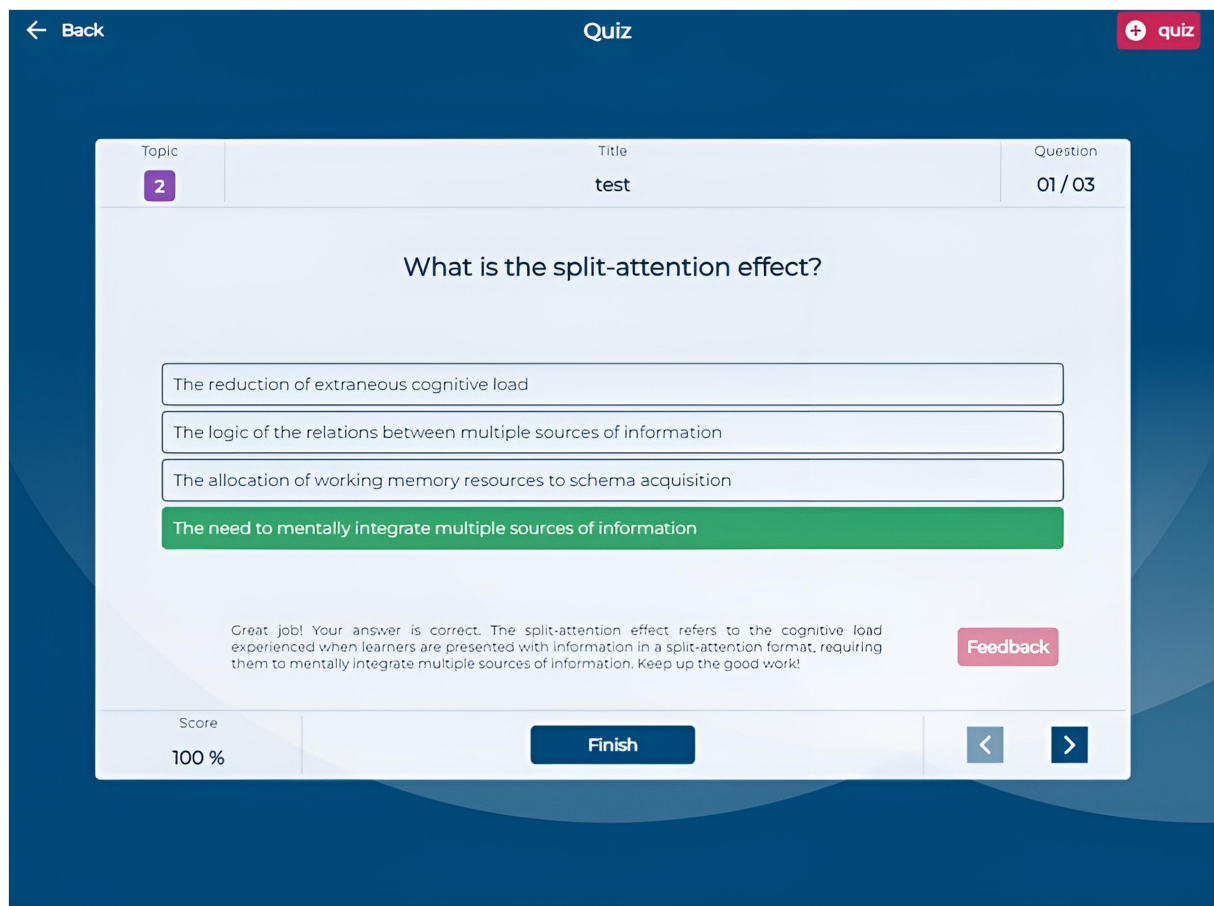 ← Back
Quiz
+ quiz
Topic
Title
Question
2
test
01 / 03
What is the split-attention effect?
The reduction of extraneous cognitive load
The logic of the relations between multiple sources of information
The allocation of working memory resources to schema acquisition
The need to mentally integrate multiple sources of information
Great job! Your answer is correct. The split-attention effect refers to the cognitive load
experienced when learners are presented with information in a split-attention format, requiring
them to mentally integrate multiple sources of information. Keep up the good work!
Feedback
Score
100 %
Finish
< >